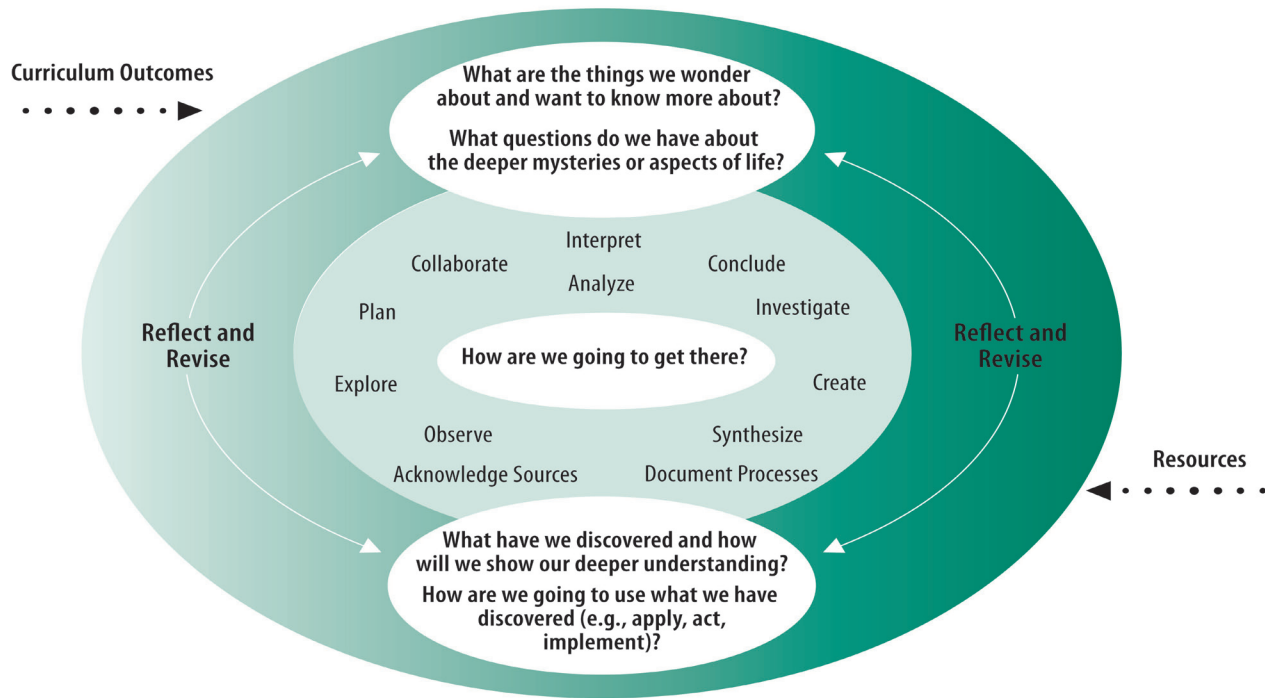 Curriculum Outcomes
What are the things we wonder
about and want to know more about?
What questions do we have about
the deeper mysteries or aspects of life?
Interpret
Collaborate
Conclude
Analyze
Plan
Investigate
Reflect and
Revise
How are we going to get there?
Reflect and
Revise
Explore
Create
Observe
Synthesize
Acknowledge Sources
Document Processes
Resources
What have we discovered and how
will we show our deeper understanding?
How are we going to use what we have
discovered (e.g., apply, act,
implement)?